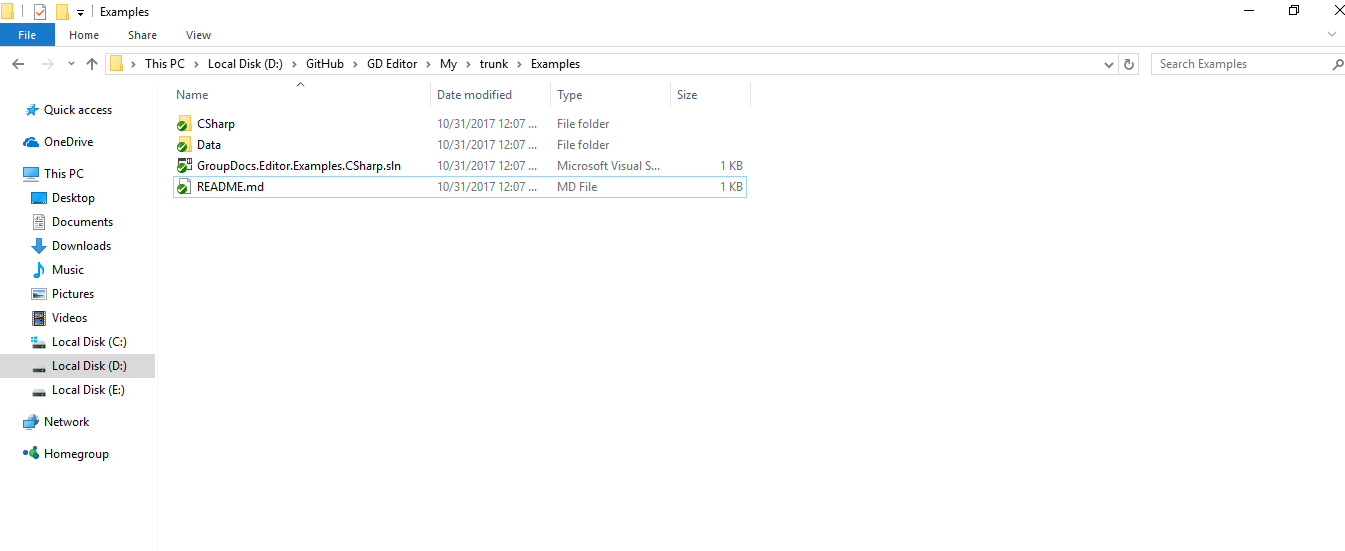 Examples
File Home Share View
This PC Local Disk (D:) GitHub GD Editor My trunk Examples Search Examples
Name Date modified Type Size
CSharp 10/31/2017 12:07 ... File folder
Data 10/31/2017 12:07 ... File folder
GroupDocs.Editor.Examples.CSharp.sln 10/31/2017 12:07 ... Microsoft Visual S... 1 KB
README.md 10/31/2017 12:07 ... MD File 1 KB
Quick access
OneDrive
This PC
Desktop
Documents
Downloads
Music
Pictures
Videos
Local Disk (C:)
Local Disk (D:)
Local Disk (E:)
Network
Homegroup